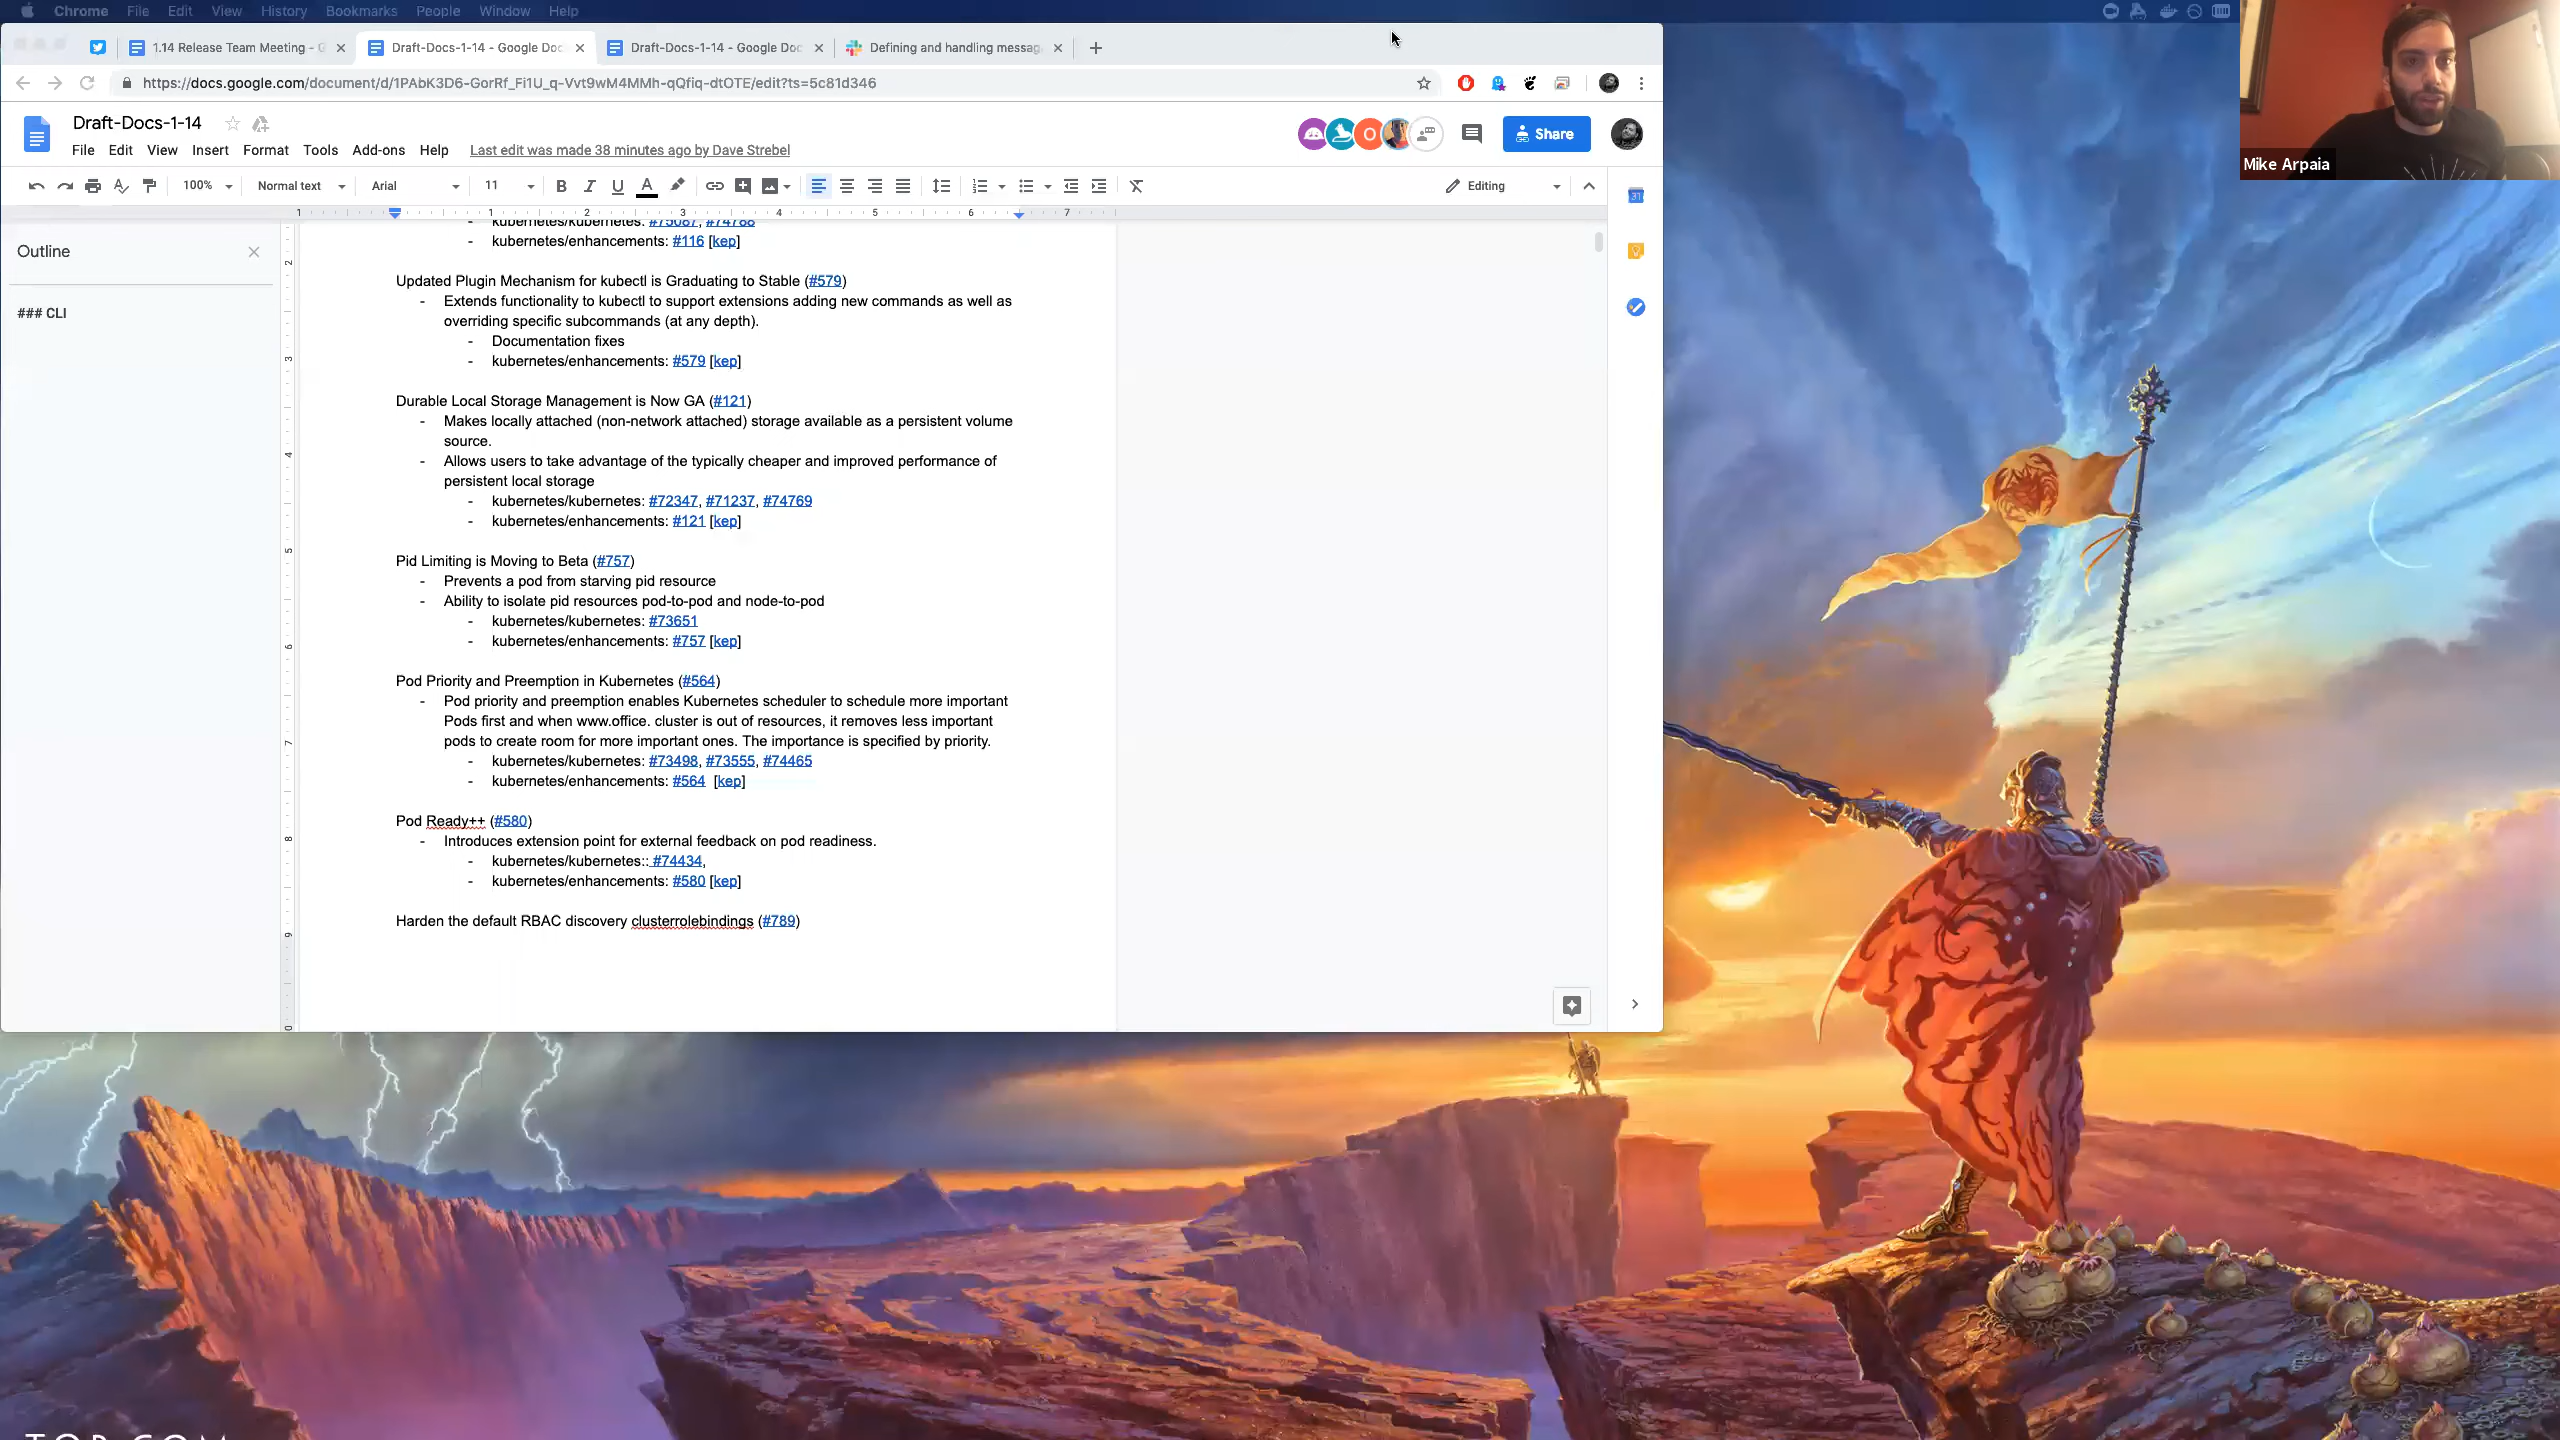 Chrome File Edit View History Bookmarks People Window Help
1.14 Release Team Meeting - G
Draft-Docs-1-14 - Google Doc
Draft-Docs-1-14 - Google Doc
Defining and handling messag
https://docs.google.com/document/d/1PAbK3D6-GorRf_Fi1U_q-Vvt9wM4MMh-qQfiq-dtOTE/edit?ts=5c81d346
Draft-Docs-1-14
File Edit View Insert Format Tools Add-ons Help Last edit was made 38 minutes ago by Dave Strebel
O
Share
Mike Arpaia
100% Normal text Arial 11 B I U A Editing
1 1 2 3 4 5 6 7
31
Outline
### CLI
- kubernetes/kubernetes: #75087, #74788
- kubernetes/enhancements: #116 [kep]
Updated Plugin Mechanism for kubectl is Graduating to Stable (#579)
- Extends functionality to kubectl to support extensions adding new commands as well as
overriding specific subcommands (at any depth).
- Documentation fixes
- kubernetes/enhancements: #579 [kep]
Durable Local Storage Management is Now GA (#121)
- Makes locally attached (non-network attached) storage available as a persistent volume
source.
- Allows users to take advantage of the typically cheaper and improved performance of
persistent local storage
- kubernetes/kubernetes: #72347, #71237, #74769
- kubernetes/enhancements: #121 [kep]
Pid Limiting is Moving to Beta (#757)
- Prevents a pod from starving pid resource
- Ability to isolate pid resources pod-to-pod and node-to-pod
- kubernetes/kubernetes: #73651
- kubernetes/enhancements: #757 [kep]
Pod Priority and Preemption in Kubernetes (#564)
- Pod priority and preemption enables Kubernetes scheduler to schedule more important
Pods first and when www.office. cluster is out of resources, it removes less important
pods to create room for more important ones. The importance is specified by priority.
- kubernetes/kubernetes: #73498, #73555, #74465
- kubernetes/enhancements: #564 [kep]
Pod Ready++ (#580)
- Introduces extension point for external feedback on pod readiness.
- kubernetes/kubernetes:: #74434,
- kubernetes/enhancements: #580 [kep]
Harden the default RBAC discovery clusterrolebindings (#789)